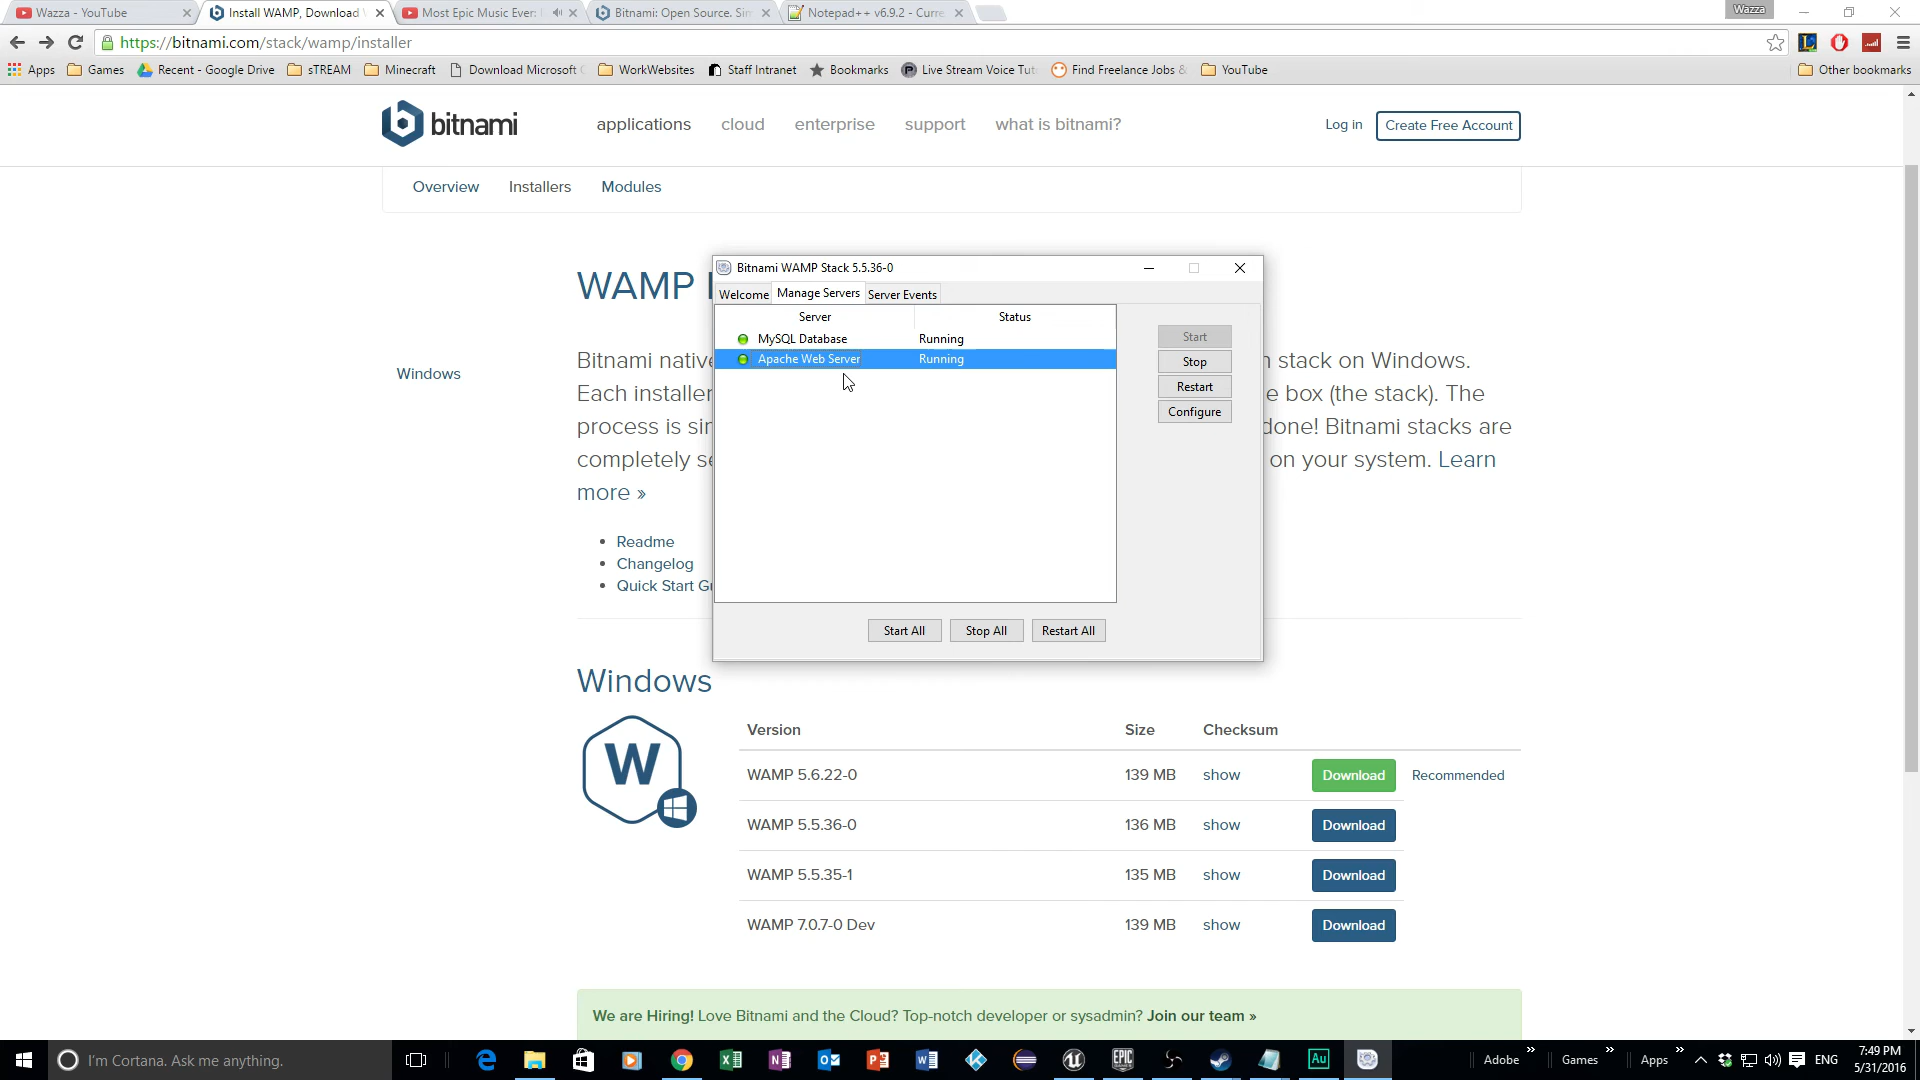 Wazza - YouTube
Install WAMP, Download
Most Epic Music Ever:
Bitnami: Open Source. Sim
Notepad++ v6.9.2 - Curre
Wazza
https://bitnami.com/stack/wamp/installer
Apps
Games
Recent - Google Drive
sTREAM
Minecraft
Download Microsoft
WorkWebsites
Staff Intranet
Bookmarks
Live Stream Voice Tut
Find Freelance Jobs &
YouTube
Other bookmarks
bitnami
applications
cloud
enterprise
support
what is bitnami?
Log in
Create Free Account
Overview
Installers
Modules
WAMP
Windows
Bitnami native
stack on Windows.
Each installer
e box (the stack). The
process is sim
done! Bitnami stacks are
completely se
on your system. Learn
more »
Readme
Changelog
Quick Start Gu
Bitnami WAMP Stack 5.5.36-0
Welcome
Manage Servers
Server Events
Server
Status
MySQL Database
Running
Apache Web Server
Running
Start
Stop
Restart
Configure
Start All
Stop All
Restart All
Windows
W
Version
Size
Checksum
WAMP 5.6.22-0
139 MB
show
Download
Recommended
WAMP 5.5.36-0
136 MB
show
Download
WAMP 5.5.35-1
135 MB
show
Download
WAMP 7.0.7-0 Dev
139 MB
show
Download
We are Hiring! Love Bitnami and the Cloud? Top-notch developer or sysadmin? Join our team »
I'm Cortana. Ask me anything.
EPIC
Au
Adobe
Games
Apps
ENG
7:49 PM
5/31/2016